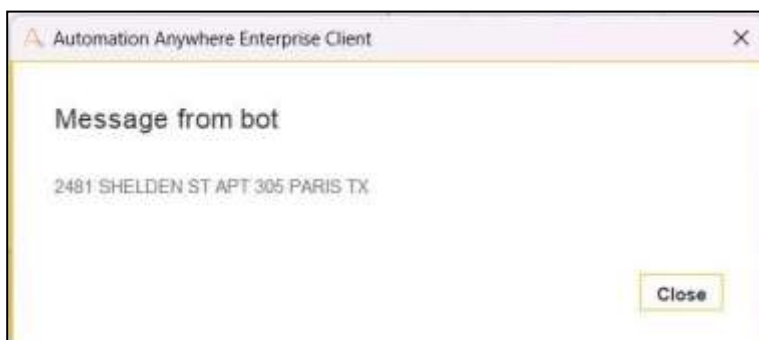 Automation Anywhere Enterprise Client
Message from bot
2481 SHELDEN ST APT 305 PARIS TX
Close